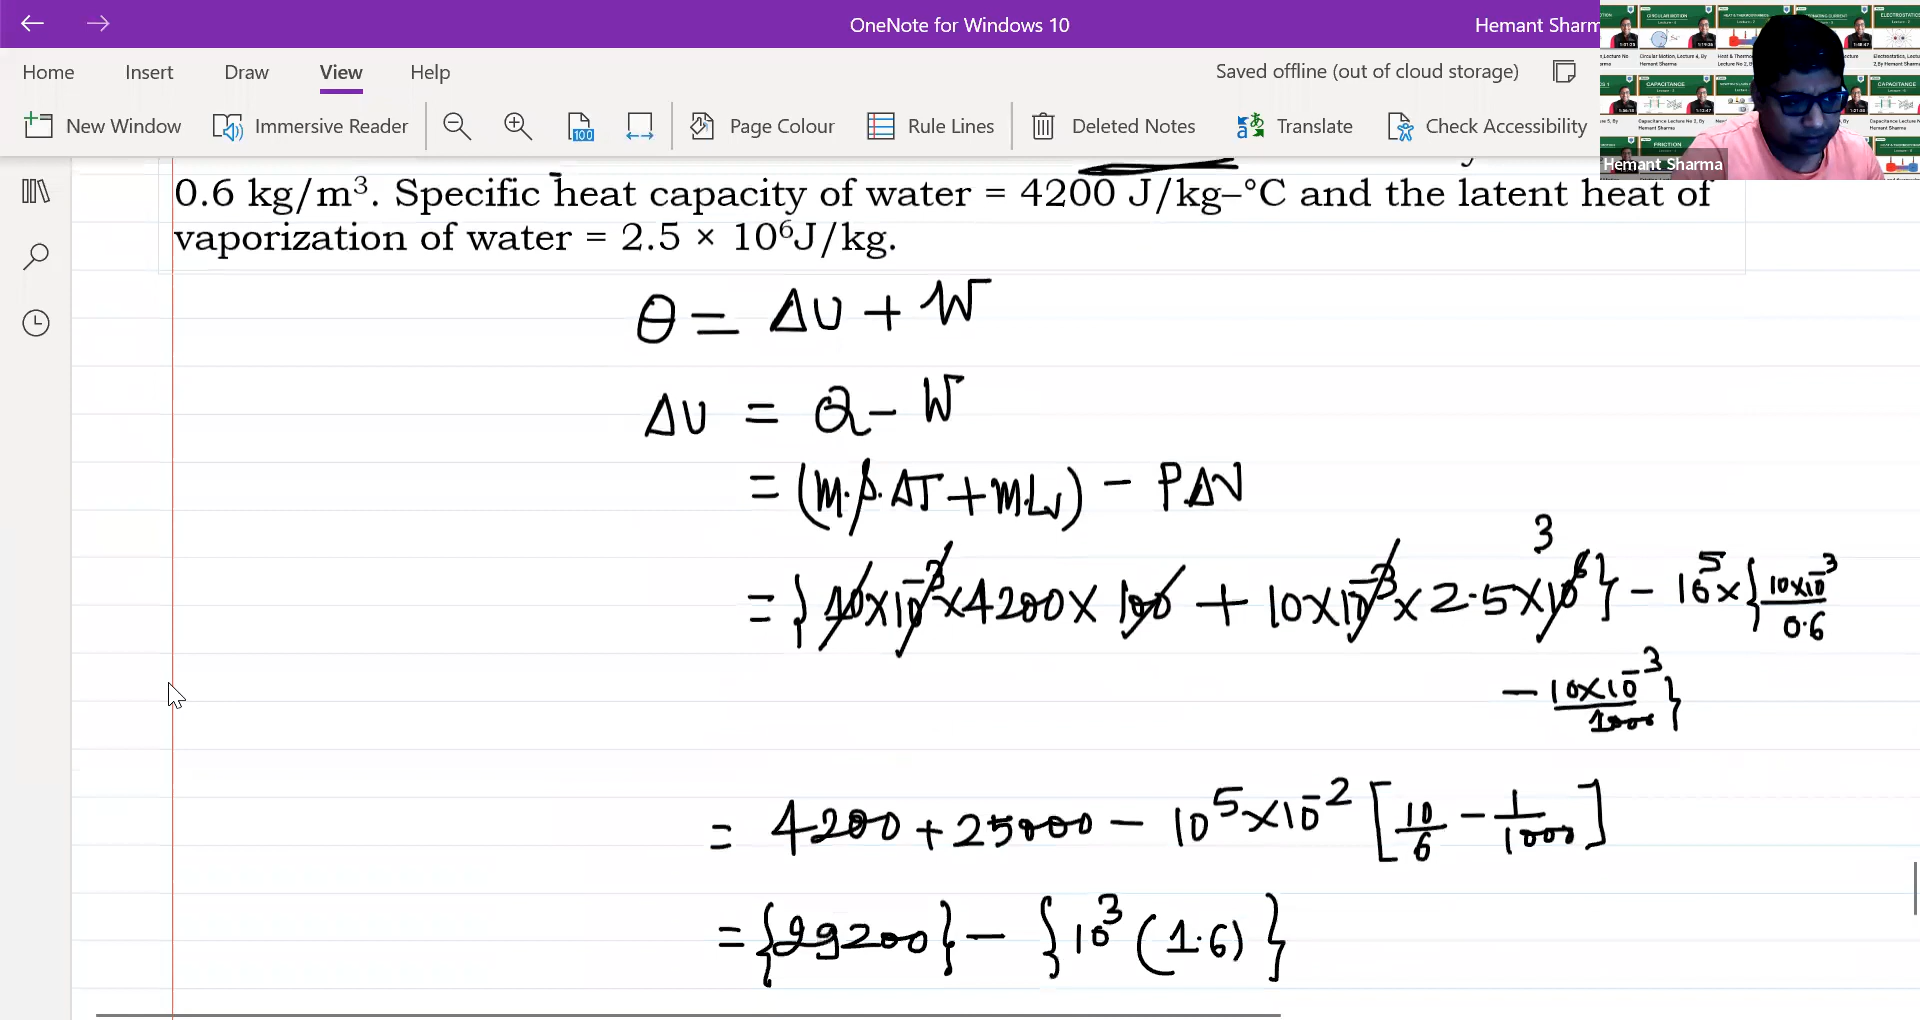 OneNote for Windows 10
Hemant Sharm
Home Insert Draw View Help
Saved offline (out of cloud storage)
New Window Immersive Reader Page Colour Rule Lines Deleted Notes Translate Check Accessibility
Hemant Sharma
0.6 kg/m³. Specific heat capacity of water = 4200 J/kg–°C and the latent heat of
vaporization of water = 2.5 × 10⁶J/kg.
Q = ΔU + W
ΔU = Q – W
= (m.s.ΔT + m.Lv) – P.ΔV
= {10×10⁻³×4200×100 + 10×10⁻³×2.5×10⁶ 3} – 10⁵×{10×10⁻³/0.6
– 10×10⁻³/1000}
= 4200 + 25000 – 10⁵×10⁻² [10/6 – 1/1000]
= {29200} – {10³(1.6)}